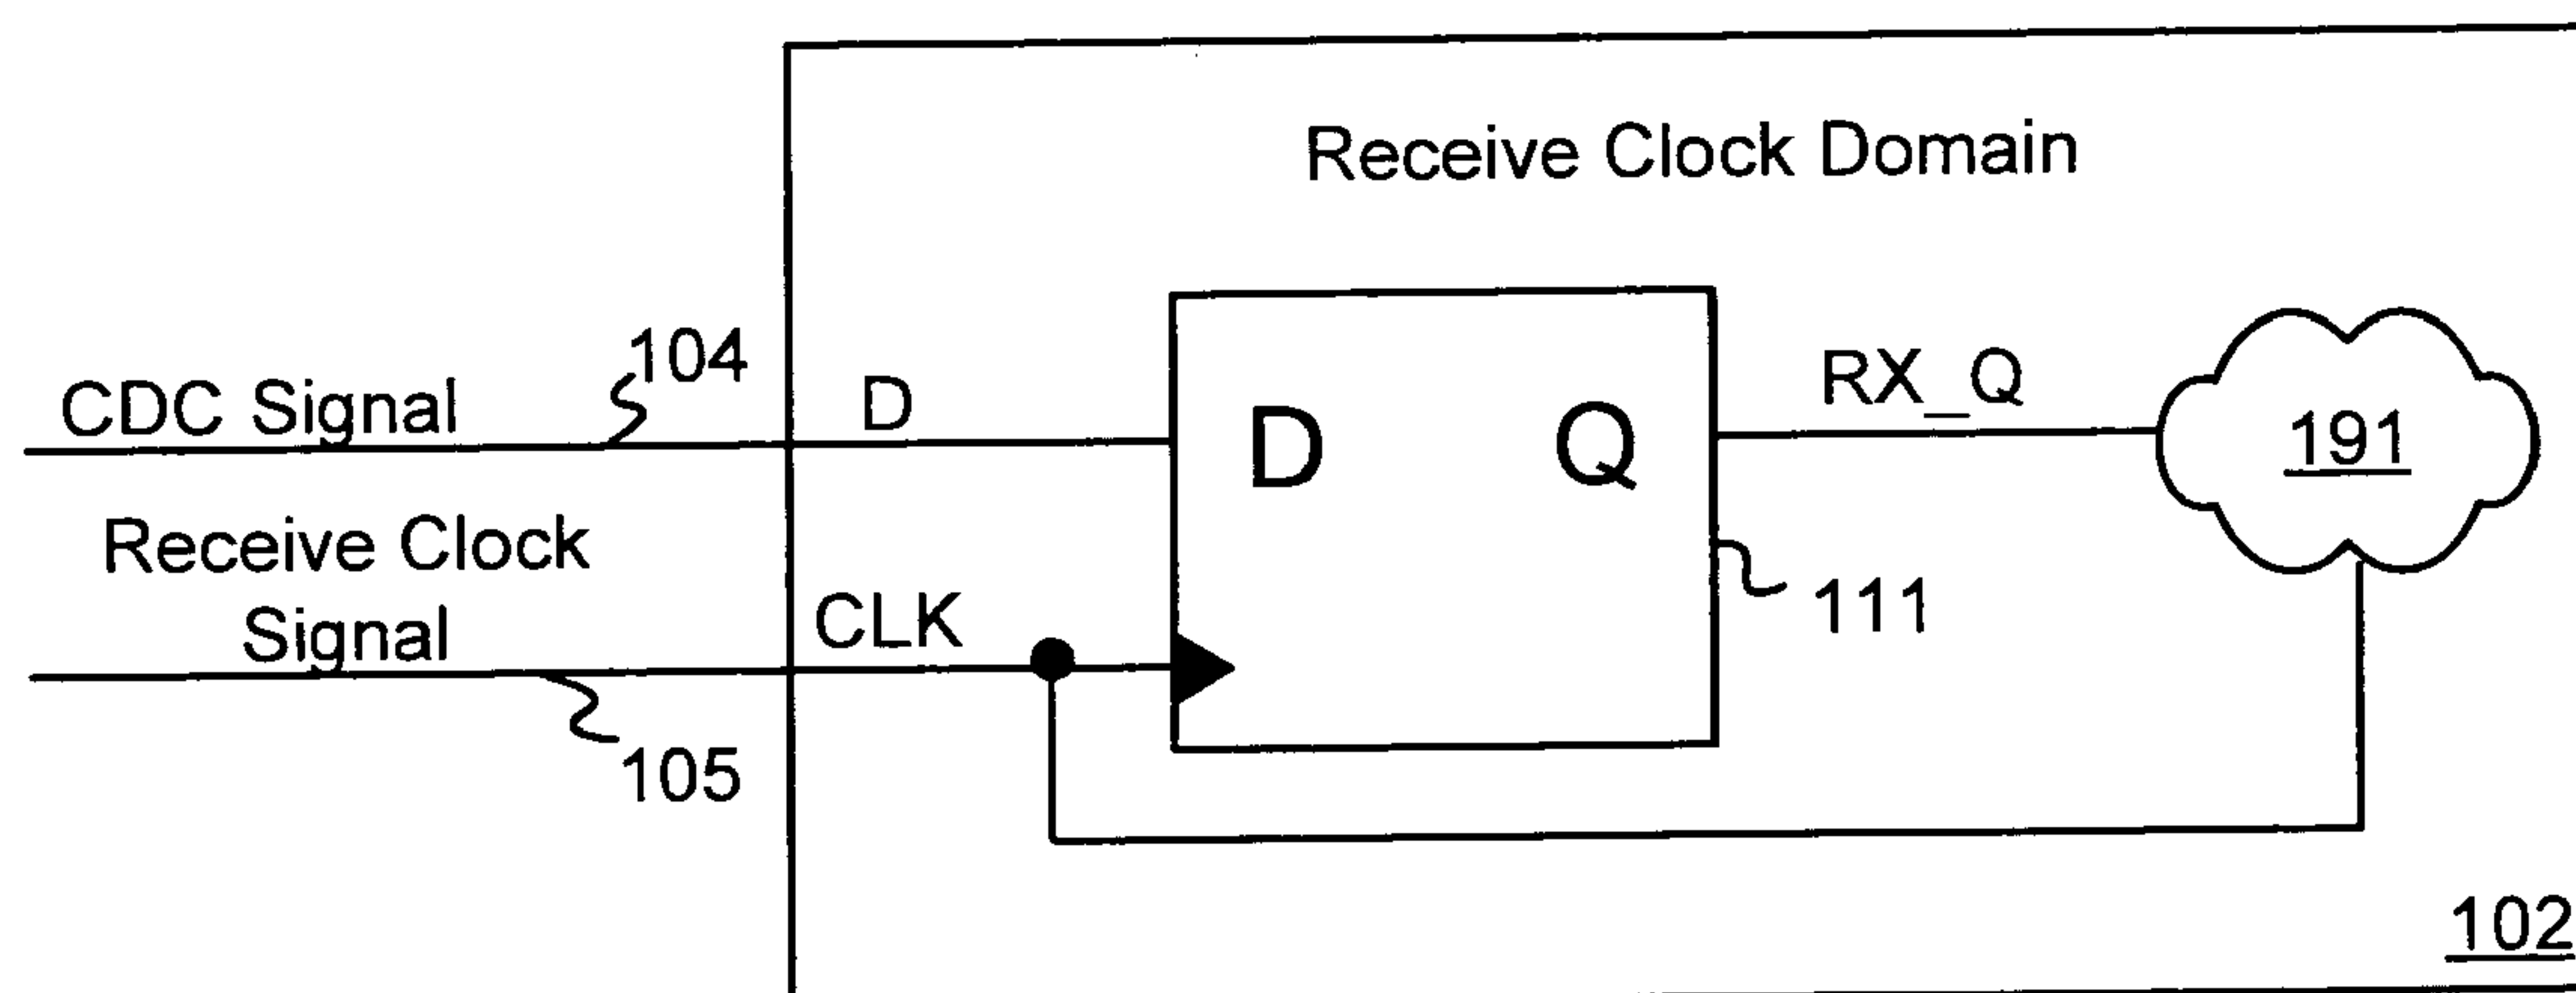 Receive Clock Domain
104
CDC Signal
D
RX_Q
D
Q
191
Receive Clock
Signal
CLK
111
105
102